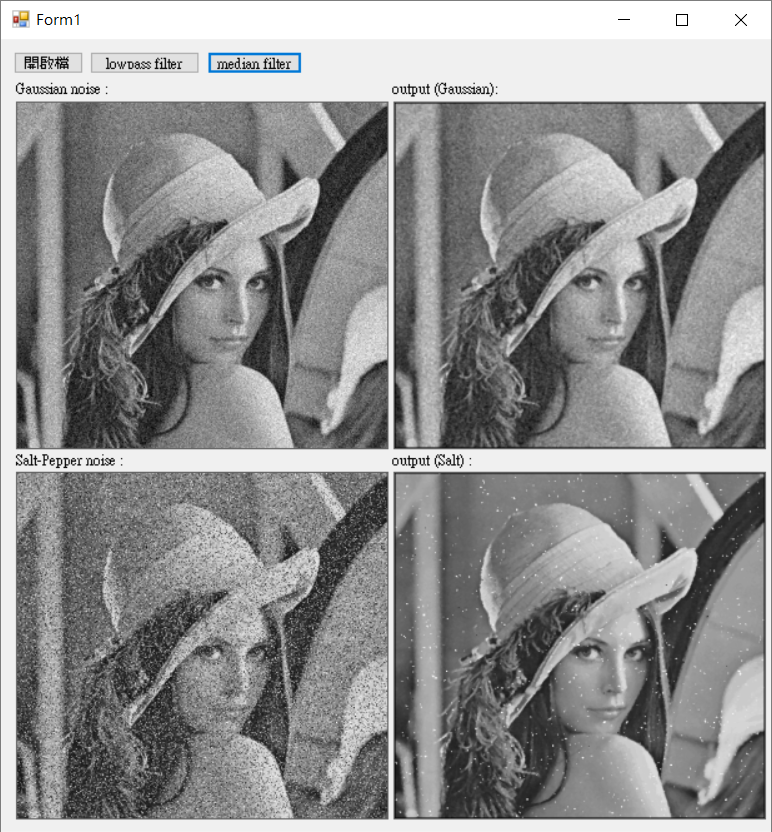 Form1
開啟檔 lowpass filter median filter
Gaussian noise : output (Gaussian):
Salt-Pepper noise : output (Salt) :